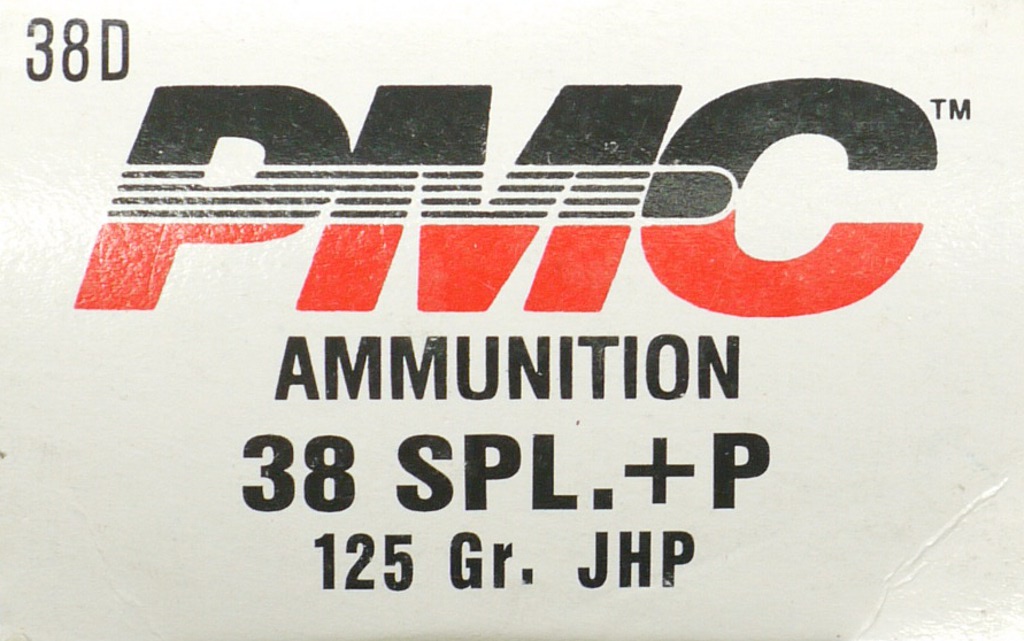 38D
PMC™
AMMUNITION
38 SPL.+P
125 Gr. JHP